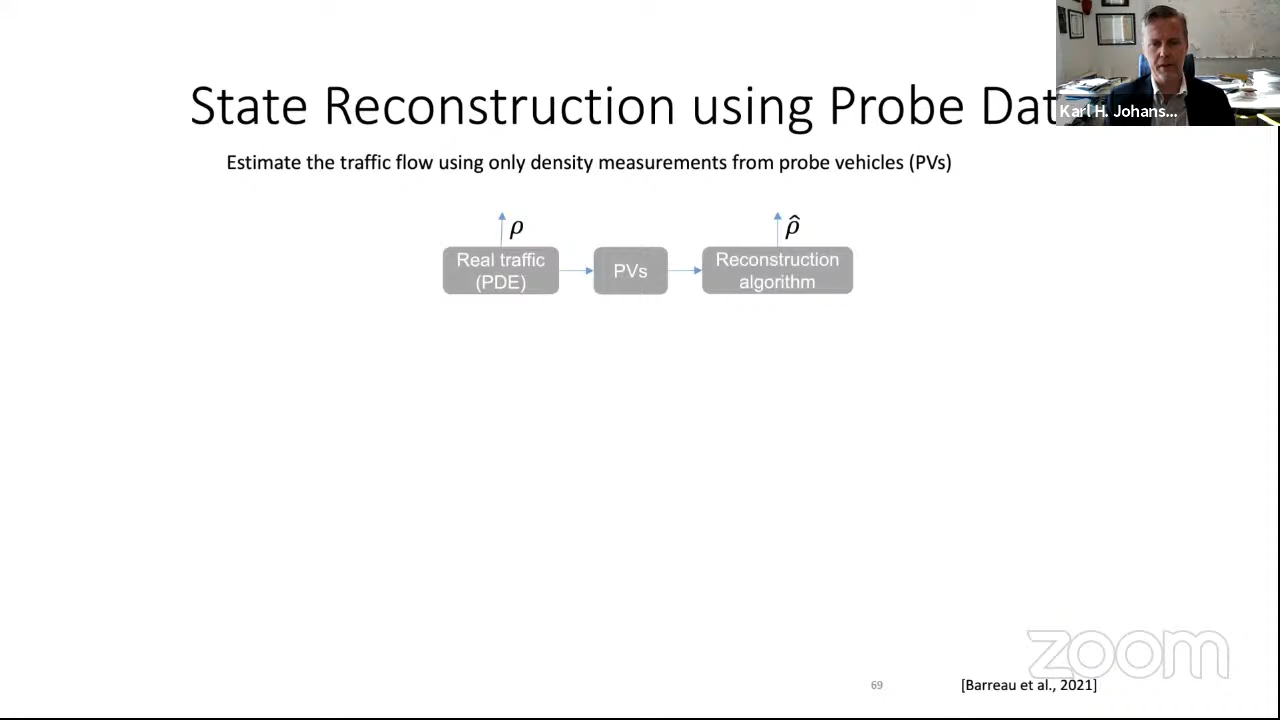 State Reconstruction using Probe Dat
Karl H. Johans...
Estimate the traffic flow using only density measurements from probe vehicles (PVs)
ρ
ρ̂
Real traffic
(PDE)
PVs
Reconstruction
algorithm
zoom
69
[Barreau et al., 2021]